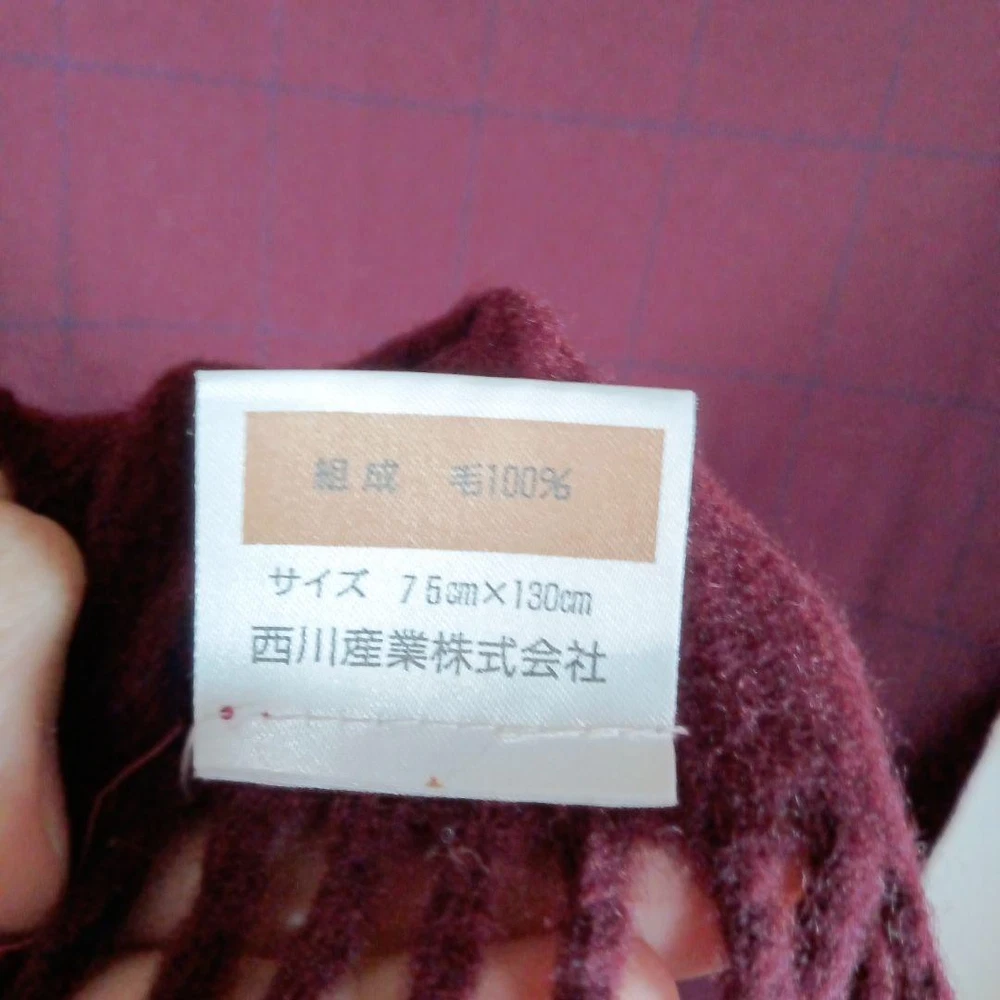 組成 毛100%
サイズ 75cm×130cm
西川産業株式会社